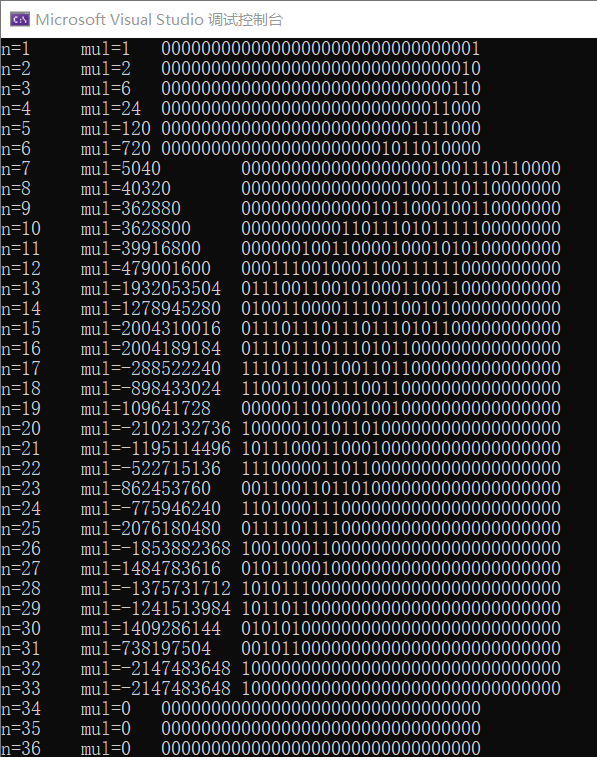 Microsoft Visual Studio 调试控制台
n=1 mul=1 00000000000000000000000000000001
n=2 mul=2 00000000000000000000000000000010
n=3 mul=6 00000000000000000000000000000110
n=4 mul=24 00000000000000000000000000011000
n=5 mul=120 00000000000000000000000001111000
n=6 mul=720 00000000000000000000001011010000
n=7 mul=5040 00000000000000000001001110110000
n=8 mul=40320 00000000000000001001110110000000
n=9 mul=362880 00000000000001011000100110000000
n=10 mul=3628800 00000000001101110101111100000000
n=11 mul=39916800 00000010011000010001010100000000
n=12 mul=479001600 00011100100011001111110000000000
n=13 mul=1932053504 01110011001010001100110000000000
n=14 mul=1278945280 01001100001110110010100000000000
n=15 mul=2004310016 01110111011101110101100000000000
n=16 mul=2004189184 01110111011101011000000000000000
n=17 mul=-288522240 11101110110011011000000000000000
n=18 mul=-898433024 11001010011100110000000000000000
n=19 mul=109641728 00000110100010010000000000000000
n=20 mul=-2102132736 10000010101101000000000000000000
n=21 mul=-1195114496 10111000110001000000000000000000
n=22 mul=-522715136 11100000110110000000000000000000
n=23 mul=862453760 00110011011010000000000000000000
n=24 mul=-775946240 11010001110000000000000000000000
n=25 mul=2076180480 01111011110000000000000000000000
n=26 mul=-1853882368 10010001100000000000000000000000
n=27 mul=1484783616 01011000100000000000000000000000
n=28 mul=-1375731712 10101110000000000000000000000000
n=29 mul=-1241513984 10110110000000000000000000000000
n=30 mul=1409286144 01010100000000000000000000000000
n=31 mul=738197504 00101100000000000000000000000000
n=32 mul=-2147483648 10000000000000000000000000000000
n=33 mul=-2147483648 10000000000000000000000000000000
n=34 mul=0 00000000000000000000000000000000
n=35 mul=0 00000000000000000000000000000000
n=36 mul=0 00000000000000000000000000000000